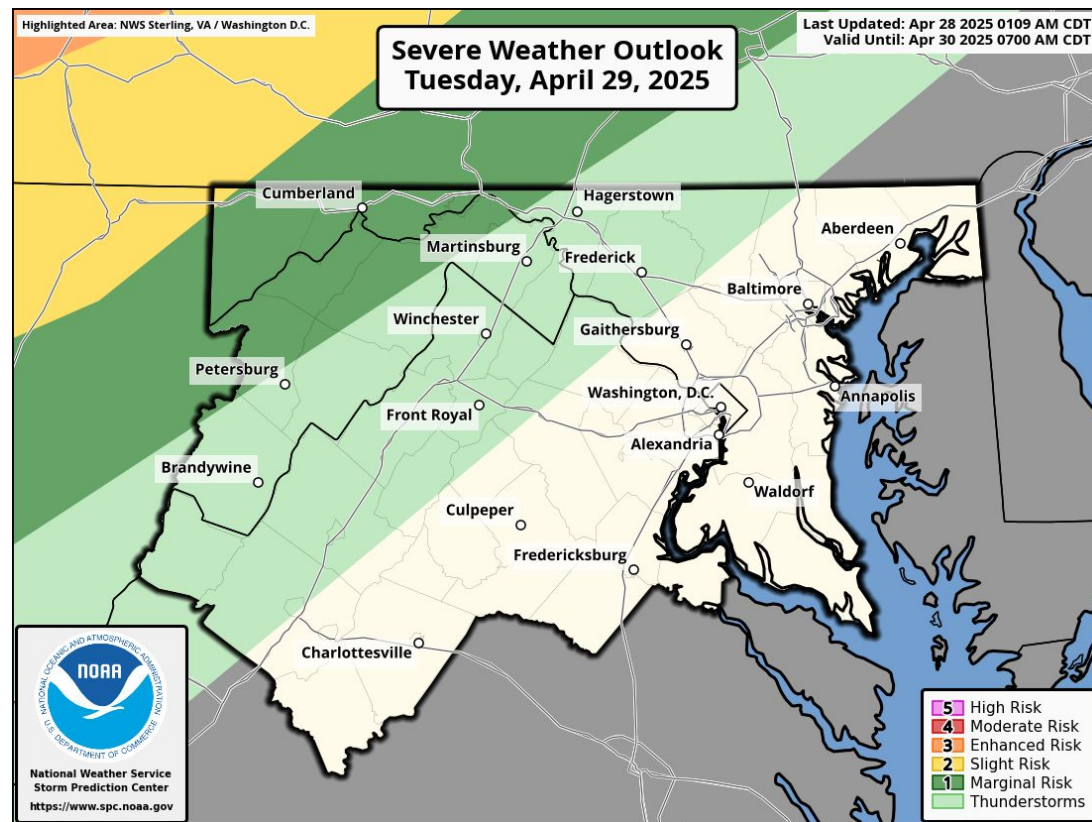 Highlighted Area: NWS Sterling, VA / Washington D.C.
Severe Weather Outlook
Tuesday, April 29, 2025
Last Updated: Apr 28 2025 0109 AM CDT
Valid Until: Apr 30 2025 0700 AM CDT
Cumberland
Hagerstown
Aberdeen
Martinsburg
Frederick
Baltimore
Winchester
Gaithersburg
Petersburg
Washington, D.C.
Annapolis
Front Royal
Alexandria
Brandywine
Waldorf
Culpeper
Fredericksburg
Charlottesville
NATIONAL OCEANIC AND ATMOSPHERIC ADMINISTRATION
NOAA
U.S. DEPARTMENT OF COMMERCE
National Weather Service
Storm Prediction Center
https://www.spc.noaa.gov
5 High Risk
4 Moderate Risk
3 Enhanced Risk
2 Slight Risk
1 Marginal Risk
Thunderstorms